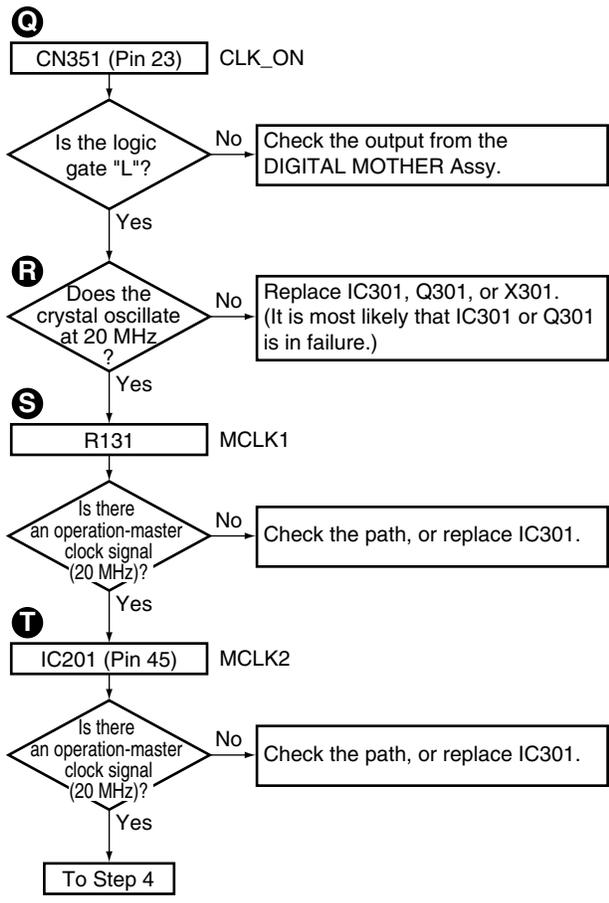 Q
CN351 (Pin 23) CLK_ON
Is the logic
gate "L"?
No
Check the output from the
DIGITAL MOTHER Assy.
Yes
R
Does the
crystal oscillate
at 20 MHz
?
No
Replace IC301, Q301, or X301.
(It is most likely that IC301 or Q301
is in failure.)
Yes
S
R131 MCLK1
Is there
an operation-master
clock signal
(20 MHz)?
No
Check the path, or replace IC301.
Yes
T
IC201 (Pin 45) MCLK2
Is there
an operation-master
clock signal
(20 MHz)?
No
Check the path, or replace IC301.
Yes
To Step 4